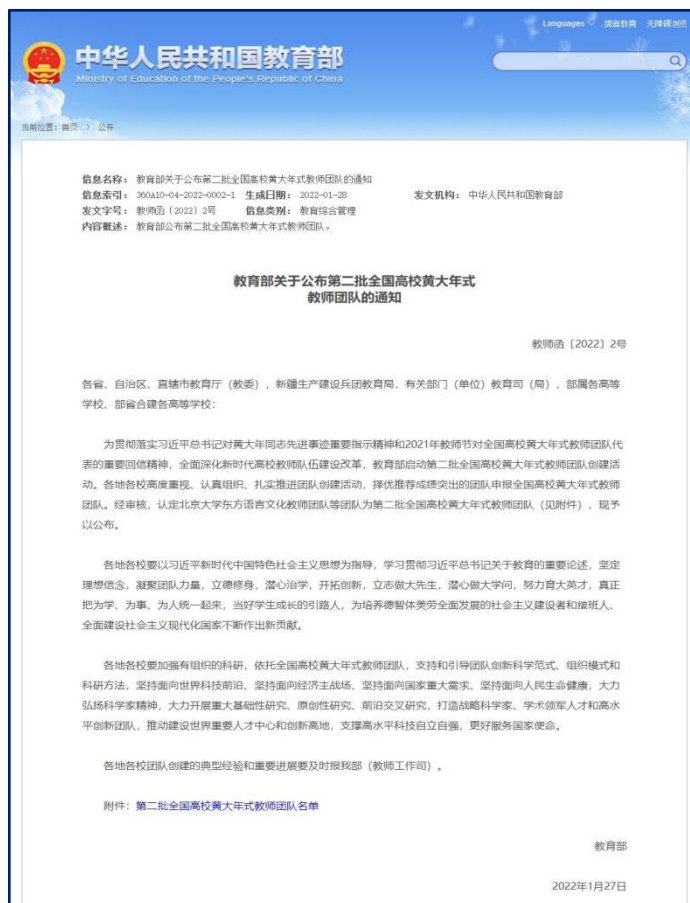 Languages 微言教育 无障碍浏览
中华人民共和国教育部
Ministry of Education of the People's Republic of China
当前位置：首页 > 公开
信息名称： 教育部关于公布第二批全国高校黄大年式教师团队的通知
信息索引： 360A10-04-2022-0002-1 生成日期： 2022-01-28 发文机构： 中华人民共和国教育部
发文字号： 教师函〔2022〕2号 信息类别： 教育综合管理
内容概述： 教育部公布第二批全国高校黄大年式教师团队。
教育部关于公布第二批全国高校黄大年式
教师团队的通知
教师函〔2022〕2号
各省、自治区、直辖市教育厅（教委），新疆生产建设兵团教育局，有关部门（单位）教育司（局），部属各高等
学校、部省合建各高等学校：
为贯彻落实习近平总书记对黄大年同志先进事迹重要指示精神和2021年教师节对全国高校黄大年式教师团队代
表的重要回信精神，全面深化新时代高校教师队伍建设改革，教育部启动第二批全国高校黄大年式教师团队创建活
动。各地各校高度重视、认真组织、扎实推进团队创建活动，择优推荐成绩突出的团队申报全国高校黄大年式教师
团队。经审核，认定北京大学东方语言文化教师团队等团队为第二批全国高校黄大年式教师团队（见附件），现予
以公布。
各地各校要以习近平新时代中国特色社会主义思想为指导，学习贯彻习近平总书记关于教育的重要论述，坚定
理想信念，凝聚团队力量，立德修身，潜心治学，开拓创新，立志做大先生，潜心做大学问，努力育大英才，真正
把为学、为事、为人统一起来，当好学生成长的引路人，为培养德智体美劳全面发展的社会主义建设者和接班人、
全面建设社会主义现代化国家不断作出新贡献。
各地各校要加强有组织的科研，依托全国高校黄大年式教师团队，支持和引导团队创新科学范式、组织模式和
科研方法，坚持面向世界科技前沿、坚持面向经济主战场、坚持面向国家重大需求、坚持面向人民生命健康，大力
弘扬科学家精神，大力开展重大基础性研究、原创性研究、前沿交叉研究，打造战略科学家、学术领军人才和高水
平创新团队，推动建设世界重要人才中心和创新高地，支撑高水平科技自立自强，更好服务国家使命。
各地各校团队创建的典型经验和重要进展要及时报我部（教师工作司）。
附件：第二批全国高校黄大年式教师团队名单
教育部
2022年1月27日